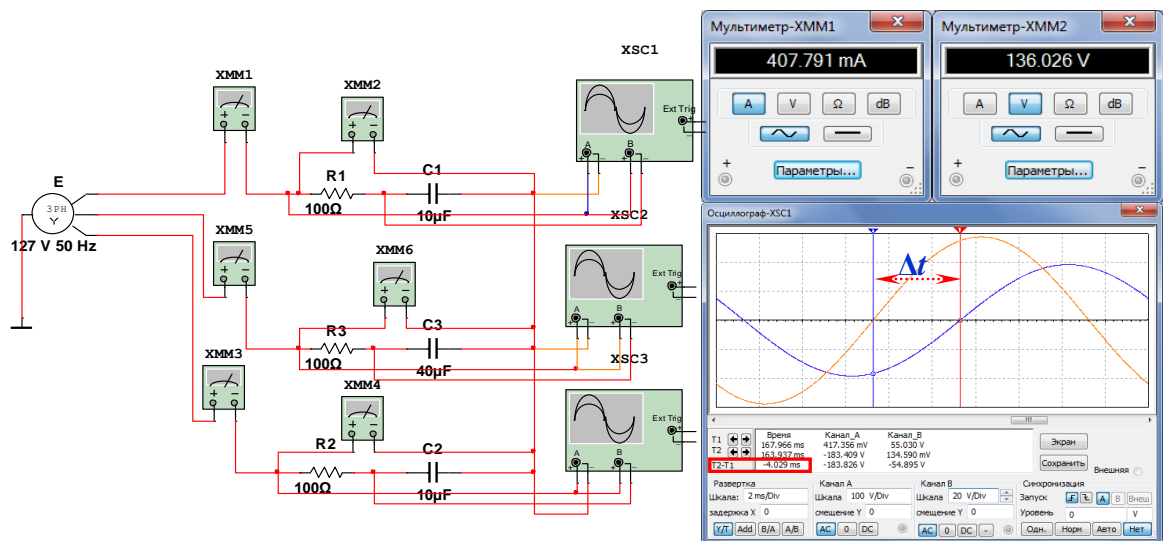 XSC1
XMM1
XMM2
Ext Trig
+
A
B
R1
C1
100Ω
10µF
E
3PH
Y
127 V 50 Hz
XSC2
XMM5
XMM6
Ext Trig
A
B
R3
C3
100Ω
40µF
XSC3
XMM3
XMM4
Ext Trig
A
B
R2
C2
100Ω
10µF
Мультиметр-XMM1
407.791 mA
A V Ω dB
+ −
Параметры...
Мультиметр-XMM2
136.026 V
A V Ω dB
+ −
Параметры...
Осциллограф-XSC1
Δt
Время Канал_A Канал_B
T1 167.966 ms 417.356 mV 55.030 V
T2 163.937 ms -183.409 V 134.590 mV
T2-T1 -4.029 ms -183.826 V -54.895 V
Экран
Сохранить
Внешняя
Развертка
Шкала: 2 ms/Div
задержка X 0
Y/T Add B/A A/B
Канал A
Шкала 100 V/Div
смещение Y 0
AC 0 DC
Канал B
Шкала 20 V/Div
смещение Y 0
AC 0 DC -
Синхронизация
Запуск A B Внеш
Уровень 0 V
Одн. Норм Авто Нет